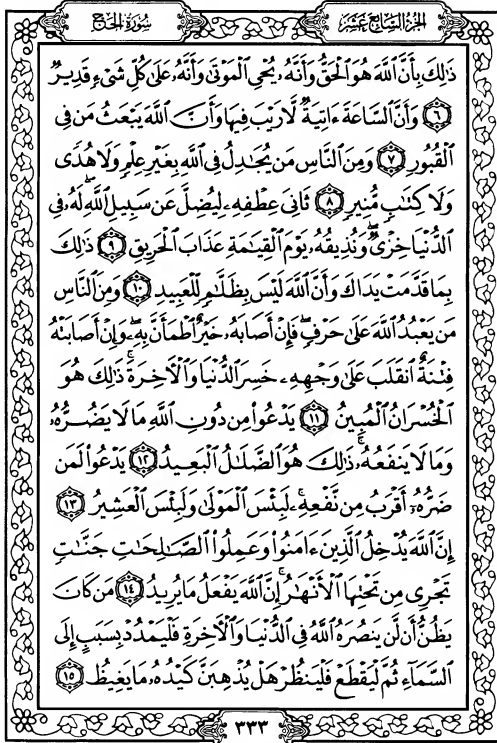 الجزء السابع عشر
سورة الحج
ذَٰلِكَ بِأَنَّ ٱللَّهَ هُوَ ٱلْحَقُّ وَأَنَّهُۥ يُحْىِ ٱلْمَوْتَىٰ وَأَنَّهُۥ عَلَىٰ كُلِّ شَىْءٍ قَدِيرٌ
٦ وَأَنَّ ٱلسَّاعَةَ ءَاتِيَةٌ لَّا رَيْبَ فِيهَا وَأَنَّ ٱللَّهَ يَبْعَثُ مَن فِى
ٱلْقُبُورِ ٧ وَمِنَ ٱلنَّاسِ مَن يُجَٰدِلُ فِى ٱللَّهِ بِغَيْرِ عِلْمٍ وَلَا هُدًى
وَلَا كِتَٰبٍ مُّنِيرٍ ٨ ثَانِىَ عِطْفِهِۦ لِيُضِلَّ عَن سَبِيلِ ٱللَّهِ ۖ لَهُۥ فِى
ٱلدُّنْيَا خِزْىٌ ۖ وَنُذِيقُهُۥ يَوْمَ ٱلْقِيَٰمَةِ عَذَابَ ٱلْحَرِيقِ ٩ ذَٰلِكَ
بِمَا قَدَّمَتْ يَدَاكَ وَأَنَّ ٱللَّهَ لَيْسَ بِظَلَّٰمٍ لِّلْعَبِيدِ ١٠ وَمِنَ ٱلنَّاسِ
مَن يَعْبُدُ ٱللَّهَ عَلَىٰ حَرْفٍ ۖ فَإِنْ أَصَابَهُۥ خَيْرٌ ٱطْمَأَنَّ بِهِۦ ۖ وَإِنْ أَصَابَتْهُ
فِتْنَةٌ ٱنقَلَبَ عَلَىٰ وَجْهِهِۦ خَسِرَ ٱلدُّنْيَا وَٱلْءَاخِرَةَ ۚ ذَٰلِكَ هُوَ
ٱلْخُسْرَانُ ٱلْمُبِينُ ١١ يَدْعُوا۟ مِن دُونِ ٱللَّهِ مَا لَا يَضُرُّهُۥ
وَمَا لَا يَنفَعُهُۥ ۚ ذَٰلِكَ هُوَ ٱلضَّلَٰلُ ٱلْبَعِيدُ ١٢ يَدْعُوا۟ لَمَن
ضَرُّهُۥٓ أَقْرَبُ مِن نَّفْعِهِۦ ۚ لَبِئْسَ ٱلْمَوْلَىٰ وَلَبِئْسَ ٱلْعَشِيرُ ١٣
إِنَّ ٱللَّهَ يُدْخِلُ ٱلَّذِينَ ءَامَنُوا۟ وَعَمِلُوا۟ ٱلصَّٰلِحَٰتِ جَنَّٰتٍ
تَجْرِى مِن تَحْتِهَا ٱلْأَنْهَٰرُ ۚ إِنَّ ٱللَّهَ يَفْعَلُ مَا يُرِيدُ ١٤ مَن كَانَ
يَظُنُّ أَن لَّن يَنصُرَهُ ٱللَّهُ فِى ٱلدُّنْيَا وَٱلْءَاخِرَةِ فَلْيَمْدُدْ بِسَبَبٍ إِلَى
ٱلسَّمَآءِ ثُمَّ لْيَقْطَعْ فَلْيَنظُرْ هَلْ يُذْهِبَنَّ كَيْدُهُۥ مَا يَغِيظُ ١٥
٣٣٣